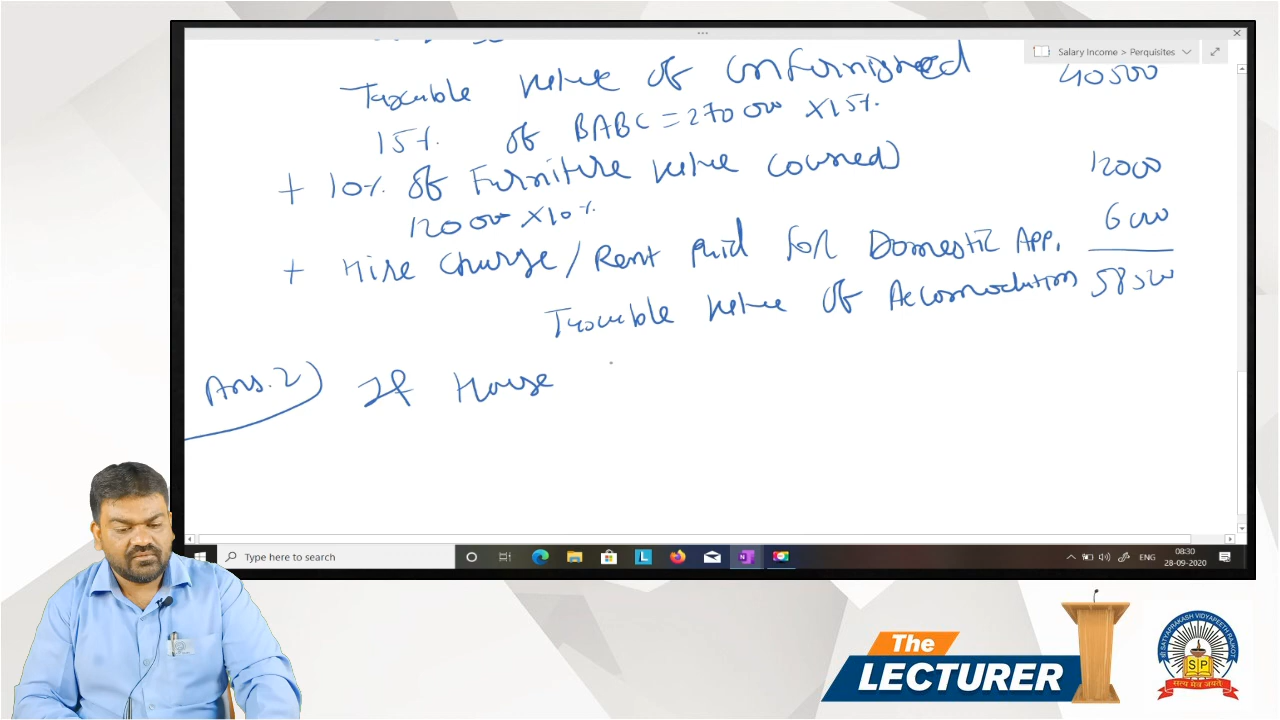 Salary Income > Perquisites
Taxable Value of Unfurnished 40500
15% of BABC = 270000 X 15%
+ 10% of Furniture Value (owned) 12000
120000 X 10%
+ Hire Charge / Rent Paid for Domestic App. 6000
Taxable Value of Accomodation 58500
Ans. 2) If House
Type here to search
L
N
ENG
08:30
28-09-2020
The
LECTURER
SP